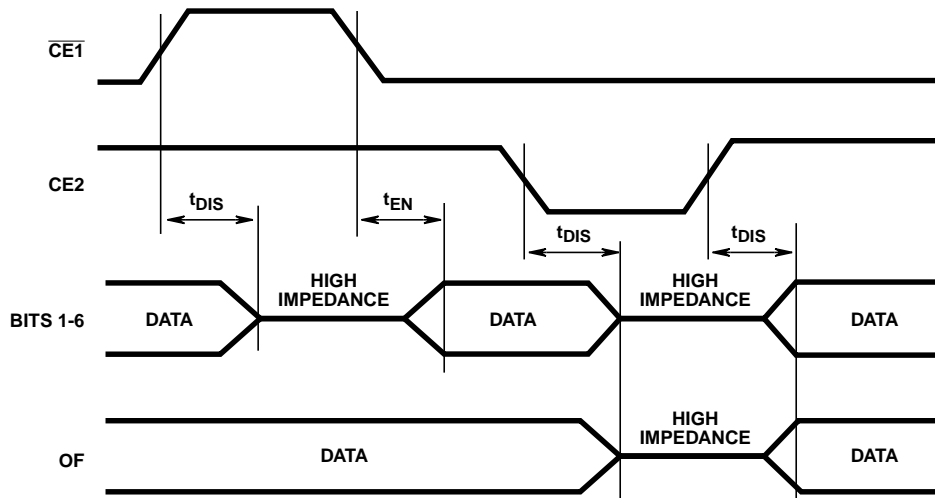 CE1
CE2
tDIS
tEN
tDIS
tDIS
BITS 1-6
DATA
HIGH
IMPEDANCE
DATA
HIGH
IMPEDANCE
DATA
OF
DATA
HIGH
IMPEDANCE
DATA